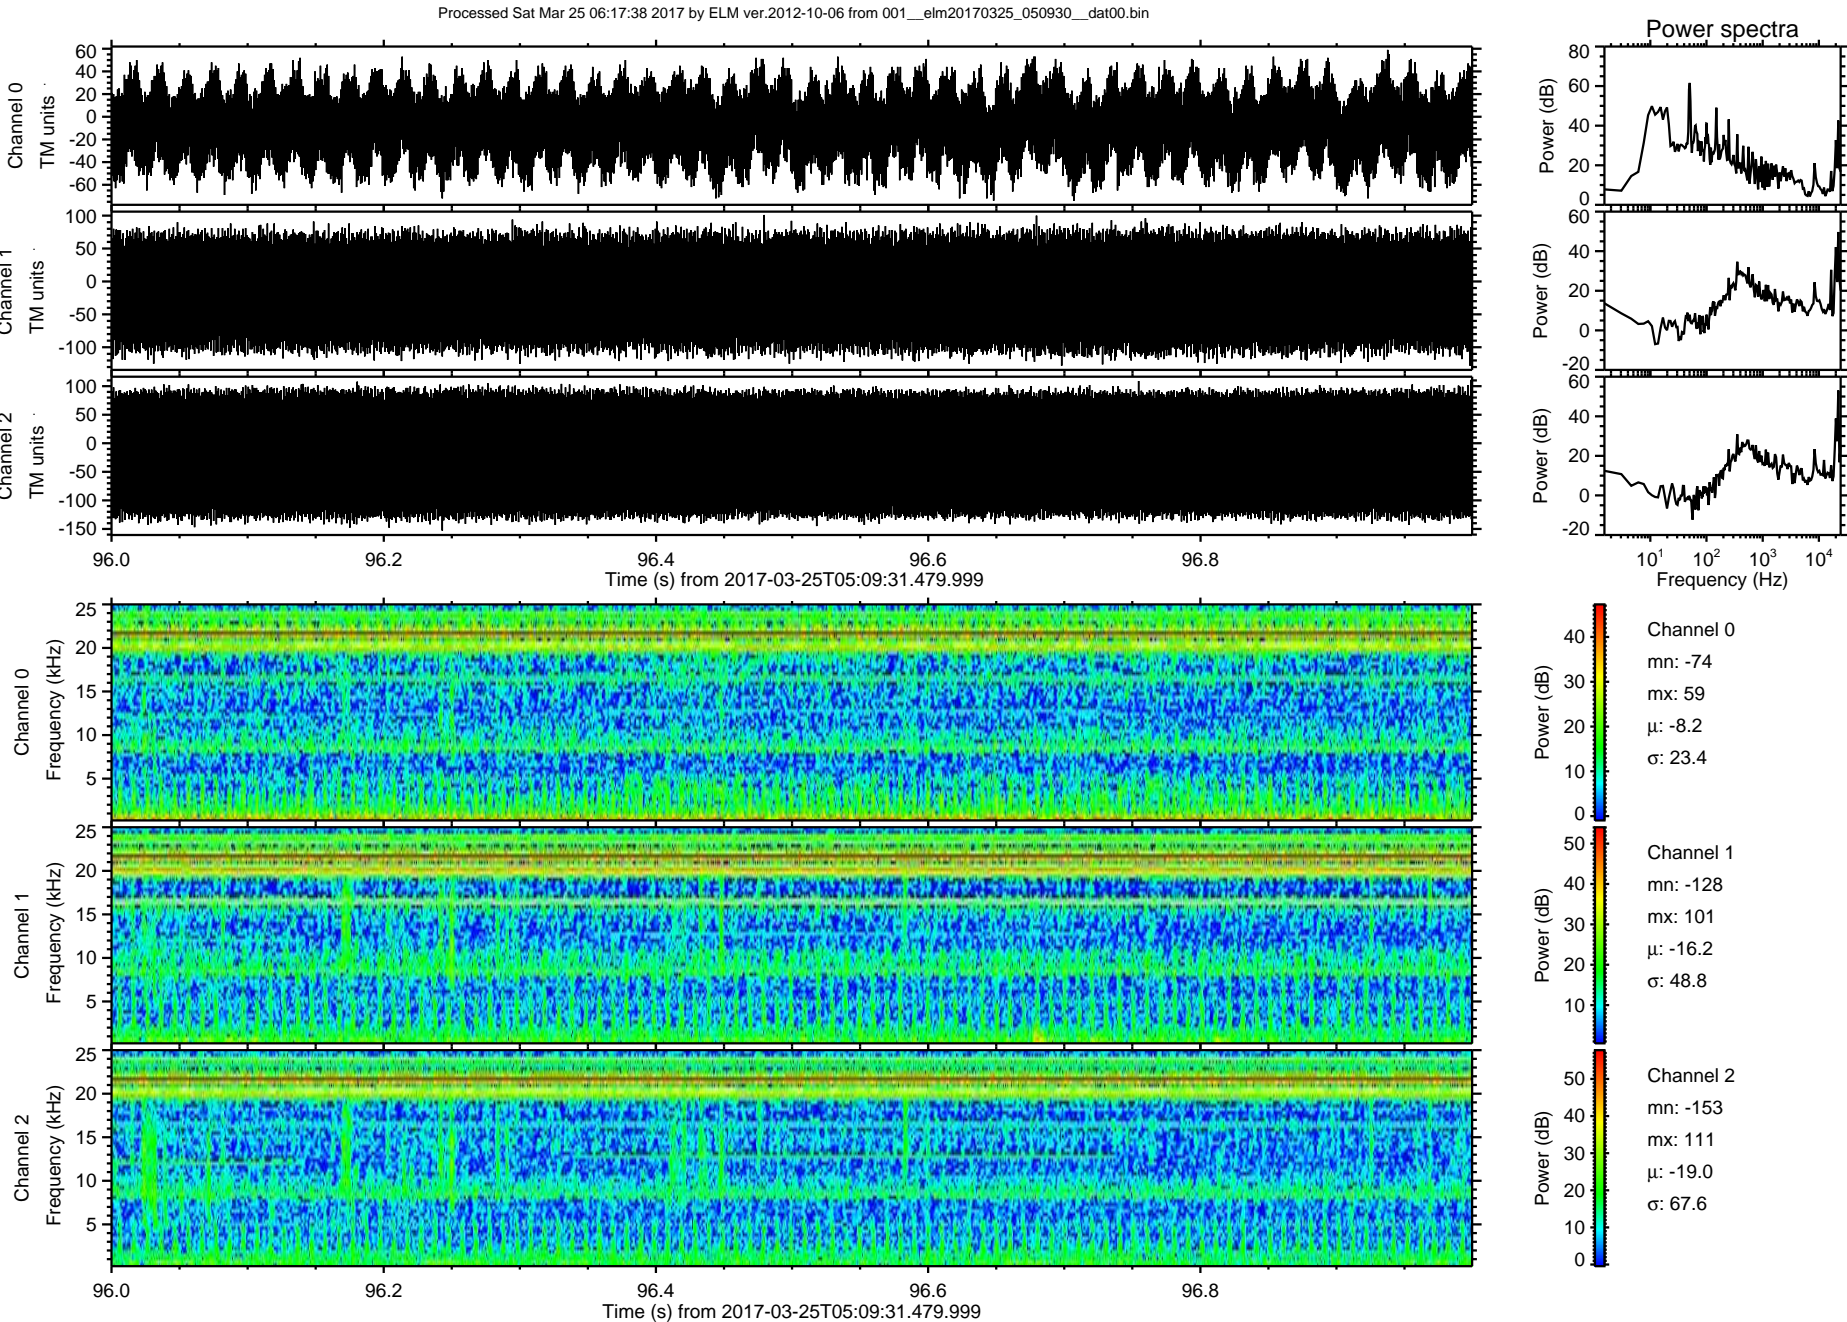 Processed Sat Mar 25 06:17:38 2017 by ELM ver.2012-10-06 from 001__elm20170325_050930__dat00.bin
Power spectra
Channel 0
TM units
60
40
20
0
-20
-40
-60
Power (dB)
80
60
40
20
0
Channel 1
TM units
100
50
0
-50
-100
Power (dB)
60
40
20
0
-20
Channel 2
TM units
100
50
0
-50
-100
-150
Power (dB)
60
40
20
0
-20
96.0 96.2 96.4 96.6 96.8
Time (s) from 2017-03-25T05:09:31.479.999
10¹ 10² 10³ 10⁴
Frequency (Hz)
Channel 0
Frequency (kHz)
25
20
15
10
5
Power (dB)
40
30
20
10
0
Channel 0
mn: -74
mx: 59
μ: -8.2
σ: 23.4
Channel 1
Frequency (kHz)
25
20
15
10
5
Power (dB)
50
40
30
20
10
Channel 1
mn: -128
mx: 101
μ: -16.2
σ: 48.8
Channel 2
Frequency (kHz)
25
20
15
10
5
Power (dB)
50
40
30
20
10
0
Channel 2
mn: -153
mx: 111
μ: -19.0
σ: 67.6
96.0 96.2 96.4 96.6 96.8
Time (s) from 2017-03-25T05:09:31.479.999